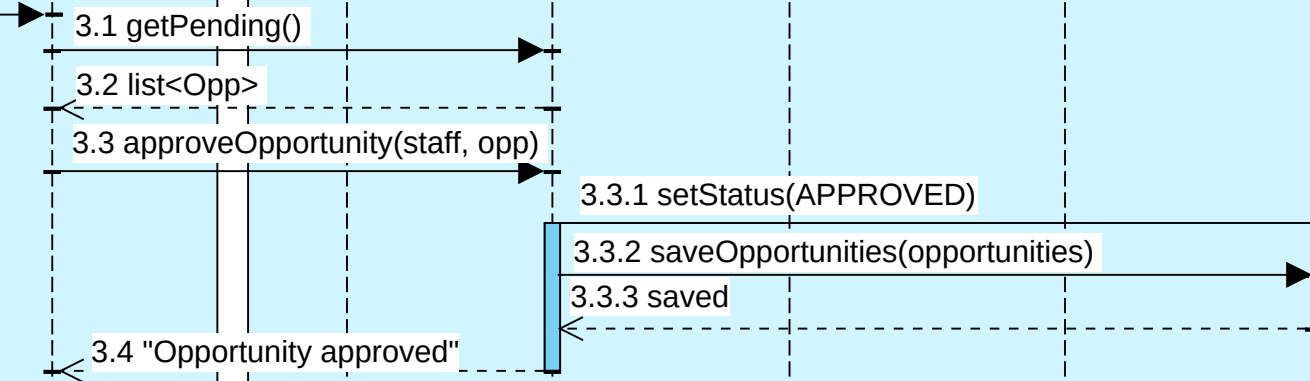 3.1 getPending()
3.2 list<Opp>
3.3 approveOpportunity(staff, opp)
3.3.1 setStatus(APPROVED)
3.3.2 saveOpportunities(opportunities)
3.3.3 saved
3.4 "Opportunity approved"